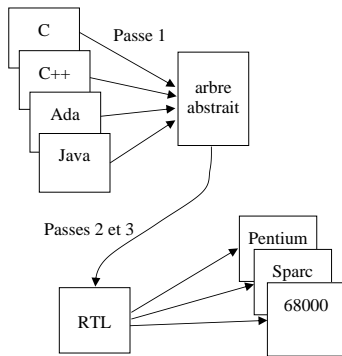 C
Passe 1
C++
Ada
Java
arbre
abstrait
Passes 2 et 3
RTL
Pentium
Sparc
68000